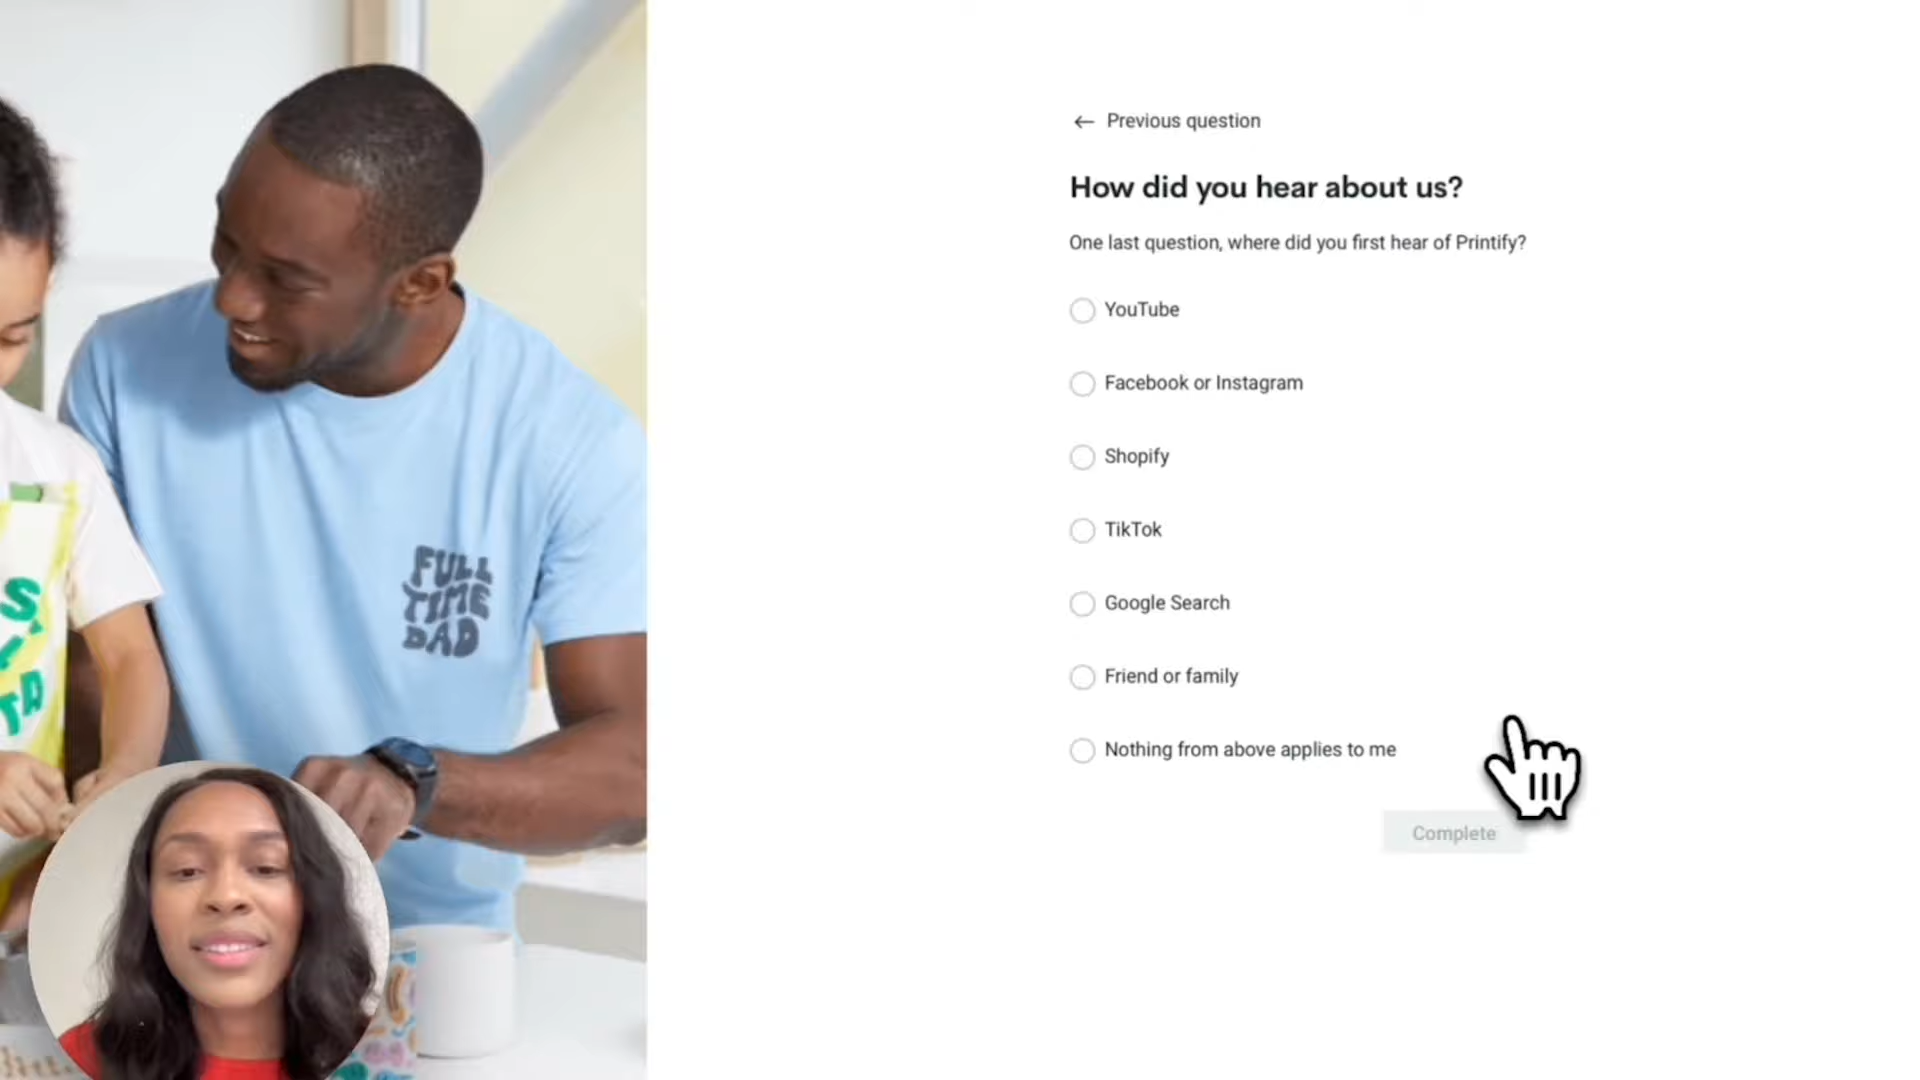 ← Previous question
How did you hear about us?
One last question, where did you first hear of Printify?
YouTube
Facebook or Instagram
Shopify
TikTok
Google Search
Friend or family
Nothing from above applies to me
Complete
FULL
TIME
DAD